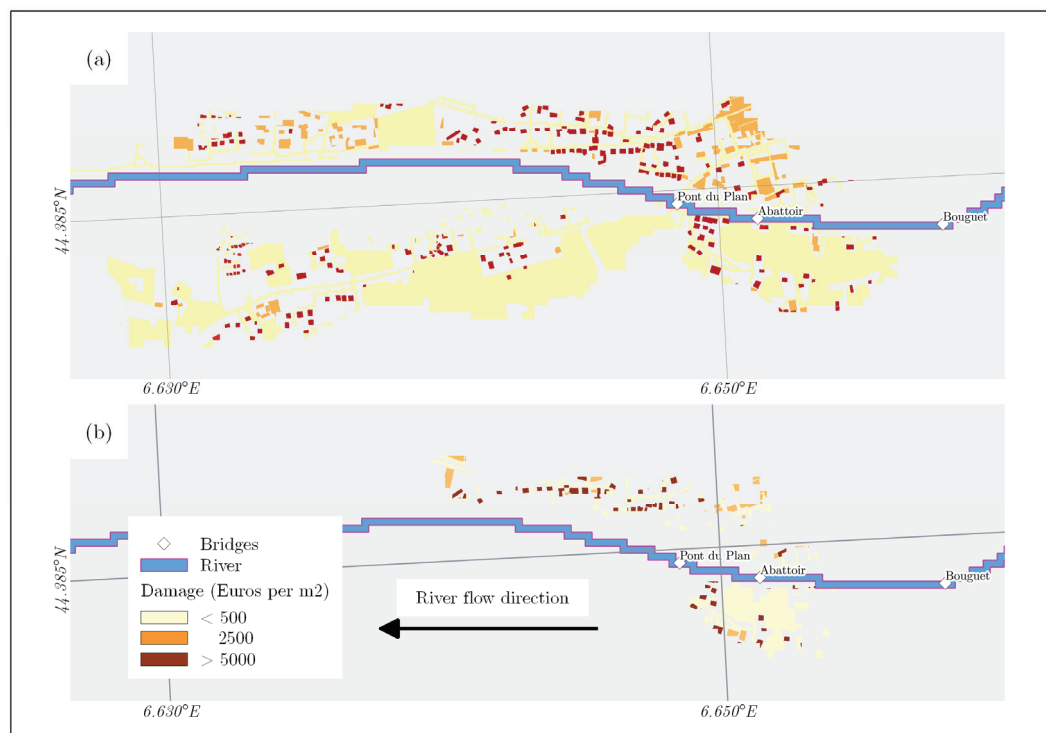 (a)
Pont du Plan
Abattoir
Bouguet
44.385°N
6.630°E
6.650°E
(b)
Pont du Plan
Abattoir
Bouguet
44.385°N
Bridges
River
Damage (Euros per m2)
< 500
2500
> 5000
River flow direction
6.630°E
6.650°E